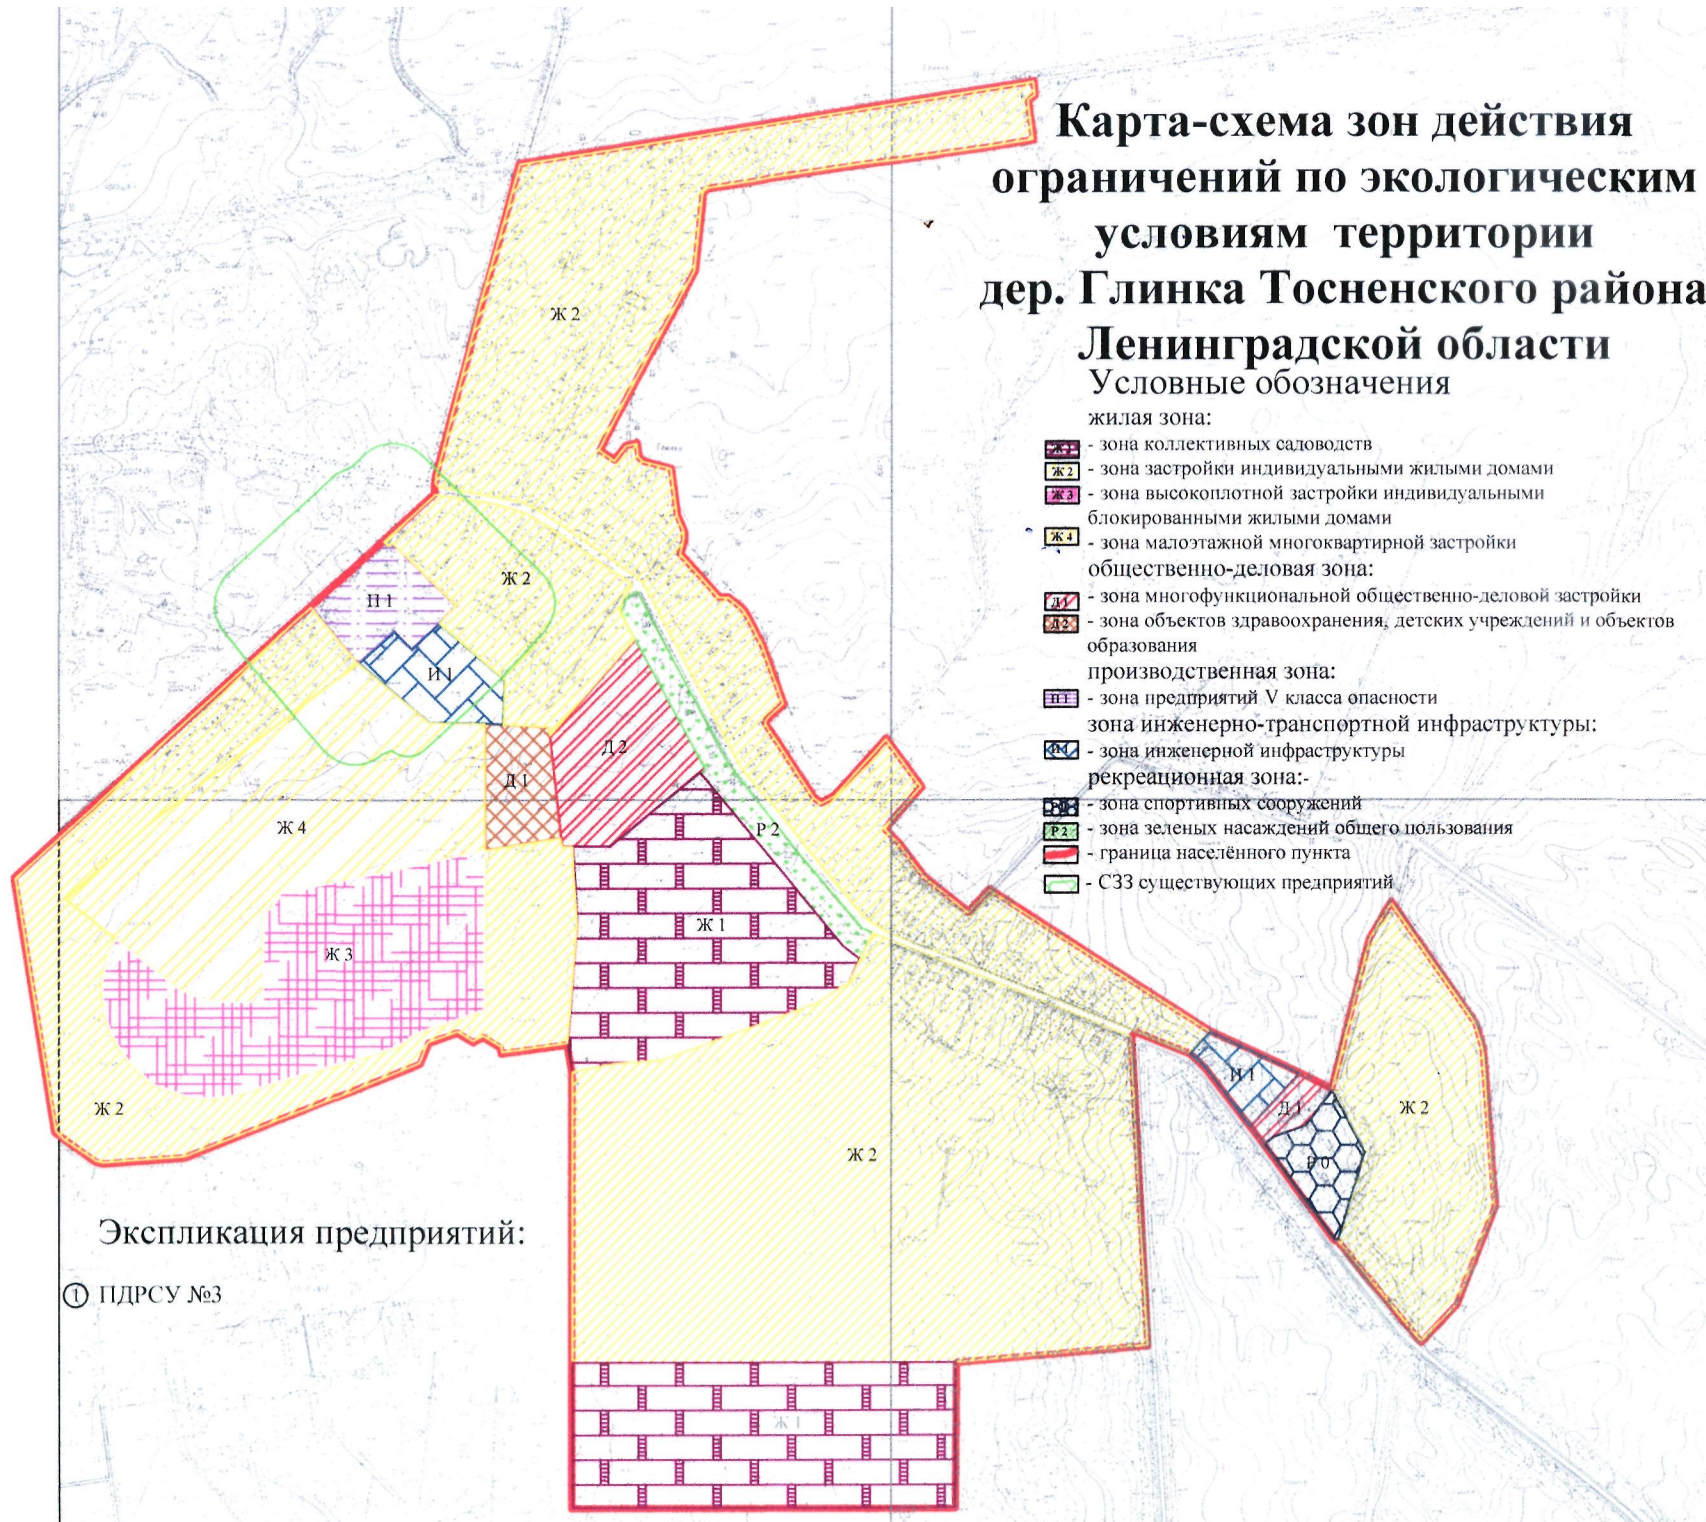 Карта-схема зон действия
ограничений по экологическим
условиям территории
дер. Глинка Тосненского района
Ленинградской области
Условные обозначения
жилая зона:
Ж 1 - зона коллективных садоводств
Ж 2 - зона застройки индивидуальными жилыми домами
Ж 3 - зона высокоплотной застройки индивидуальными
блокированными жилыми домами
Ж 4 - зона малоэтажной многоквартирной застройки
общественно-деловая зона:
Д1 - зона многофункциональной общественно-деловой застройки
Д2 - зона объектов здравоохранения, детских учреждений и объектов
образования
производственная зона:
П1 - зона предприятий V класса опасности
зона инженерно-транспортной инфраструктуры:
И1 - зона инженерной инфраструктуры
рекреационная зона:-
- зона спортивных сооружений
Р 2 - зона зеленых насаждений общего пользования
- граница населённого пункта
- СЗЗ существующих предприятий
Ж 2
Ж 2
П 1
И 1
Д 2
Д 1
Ж 4
Р 2
Ж 1
Ж 3
И 1
Д 1
Ж 2
Ж 2
Ж 2
Р 0
Экспликация предприятий:
1 ПДРСУ №3
Ж 1